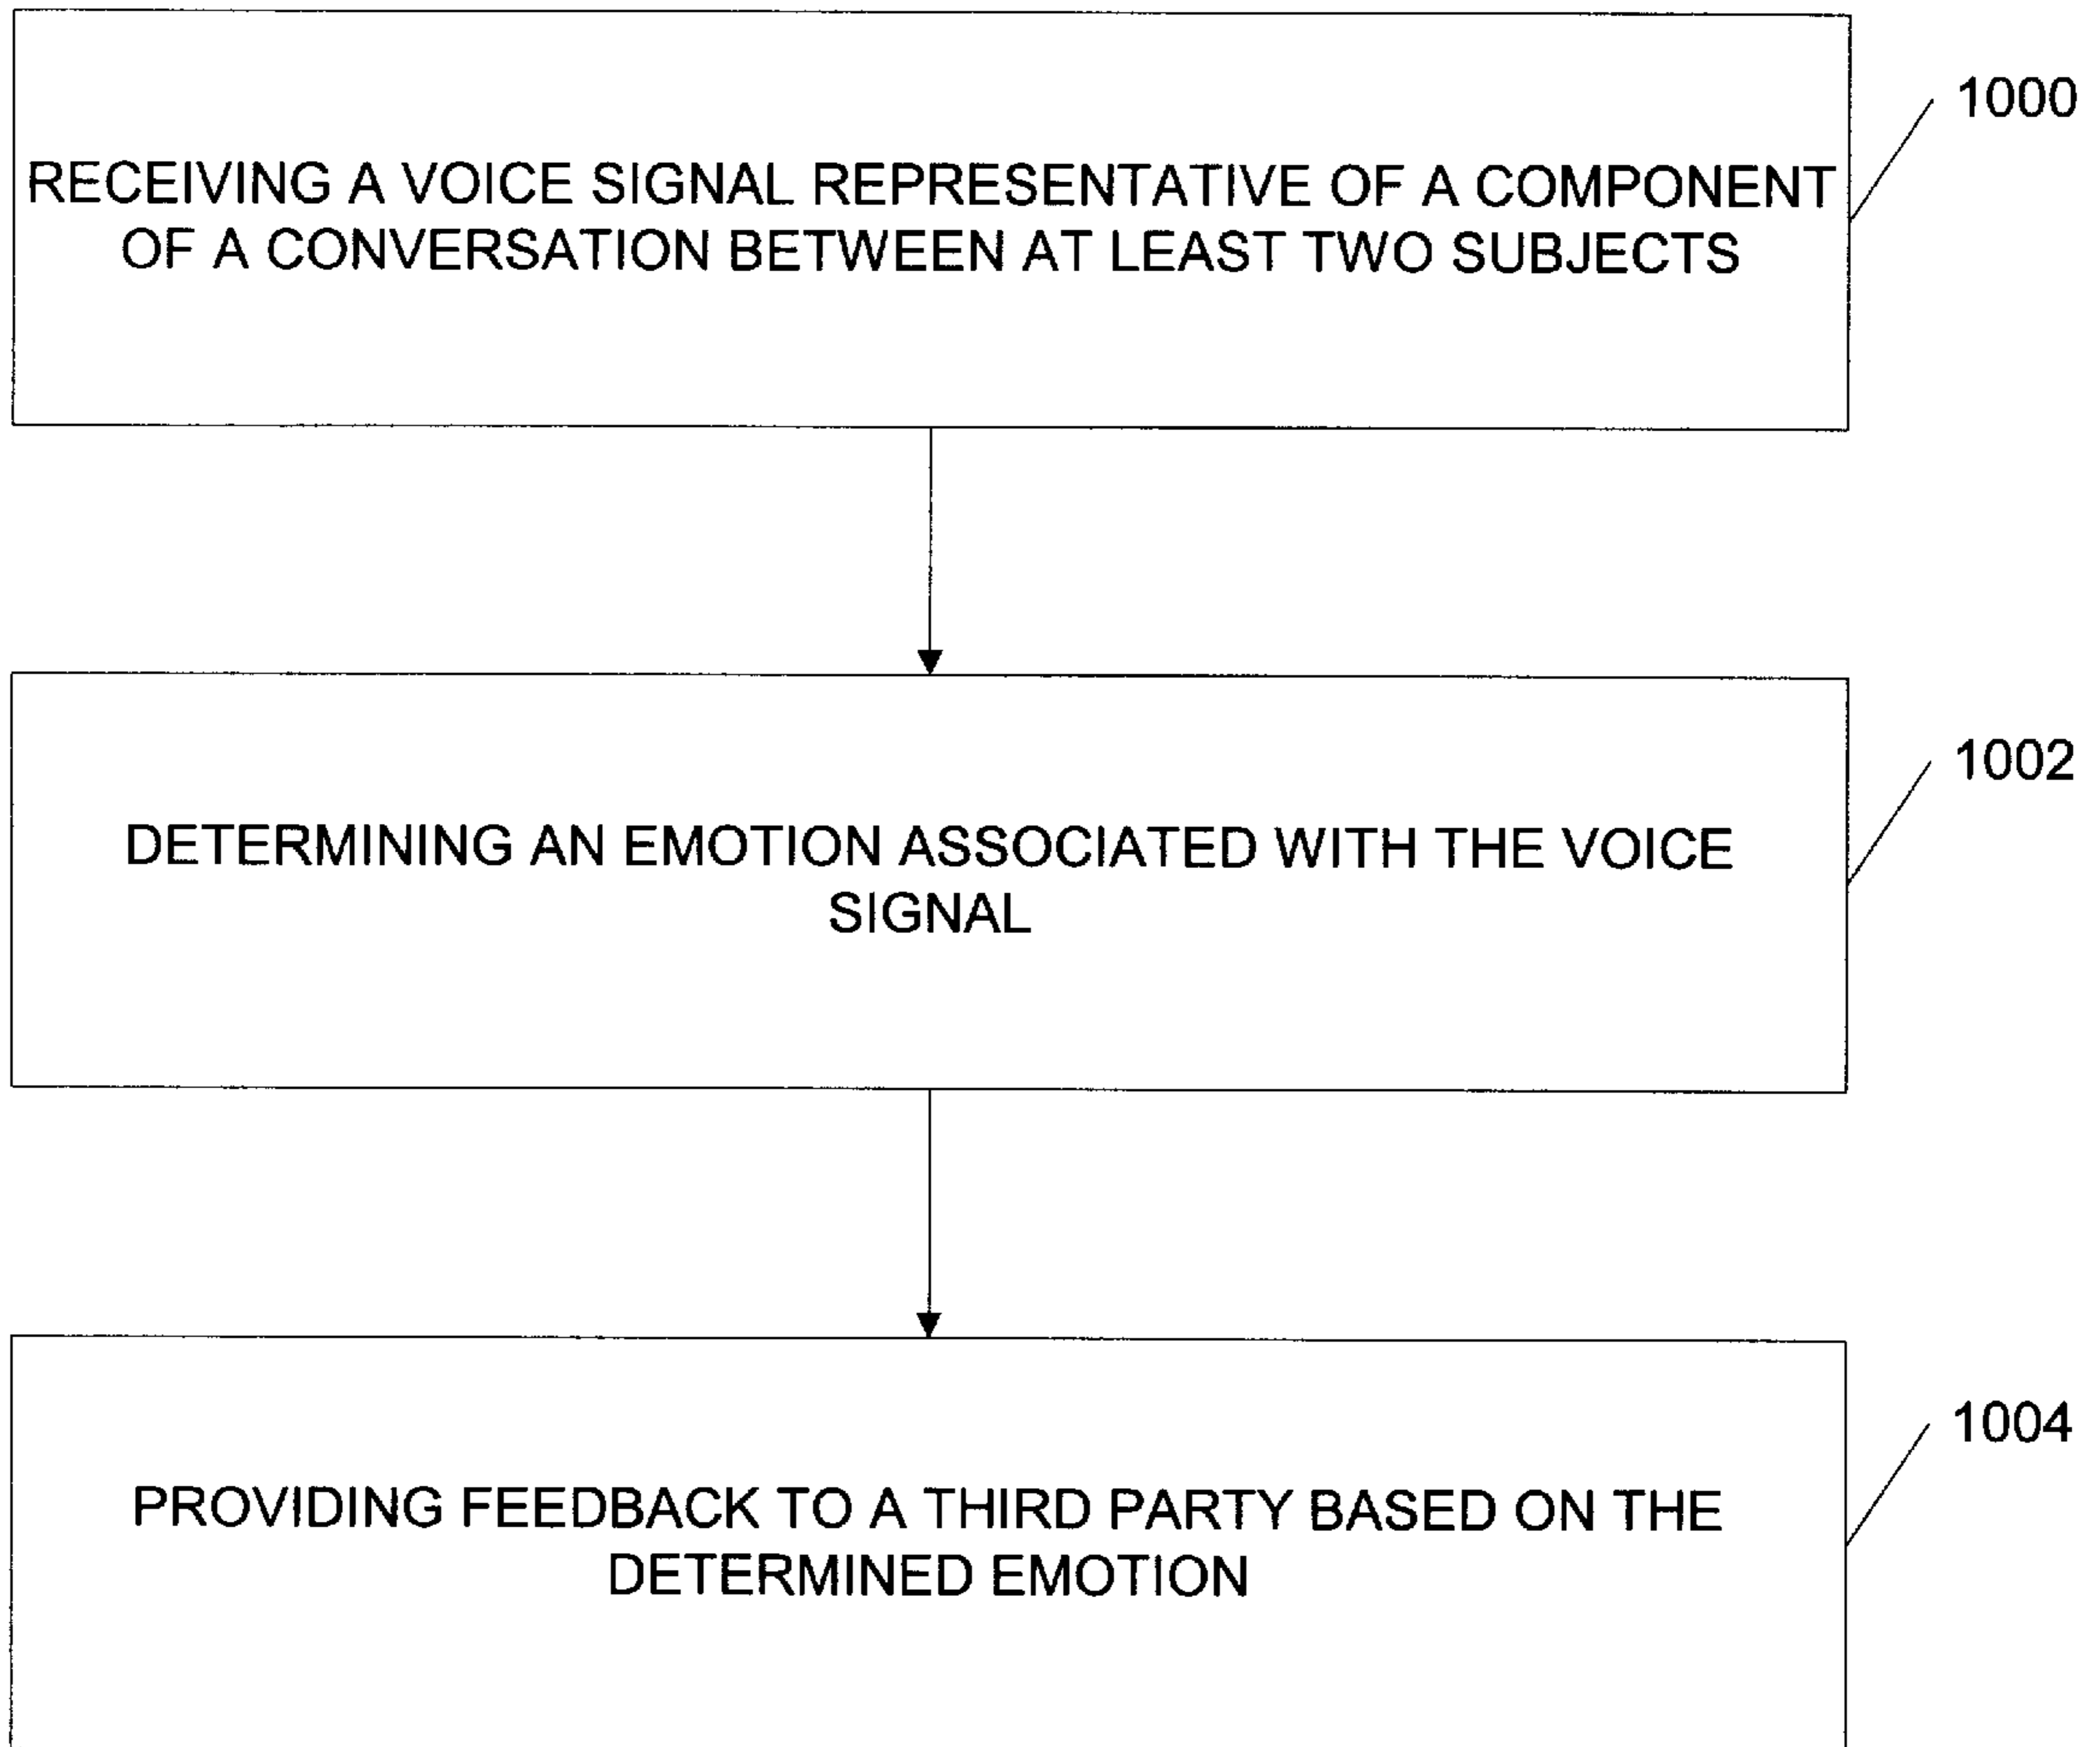 1000
RECEIVING A VOICE SIGNAL REPRESENTATIVE OF A COMPONENT
OF A CONVERSATION BETWEEN AT LEAST TWO SUBJECTS
1002
DETERMINING AN EMOTION ASSOCIATED WITH THE VOICE
SIGNAL
1004
PROVIDING FEEDBACK TO A THIRD PARTY BASED ON THE
DETERMINED EMOTION